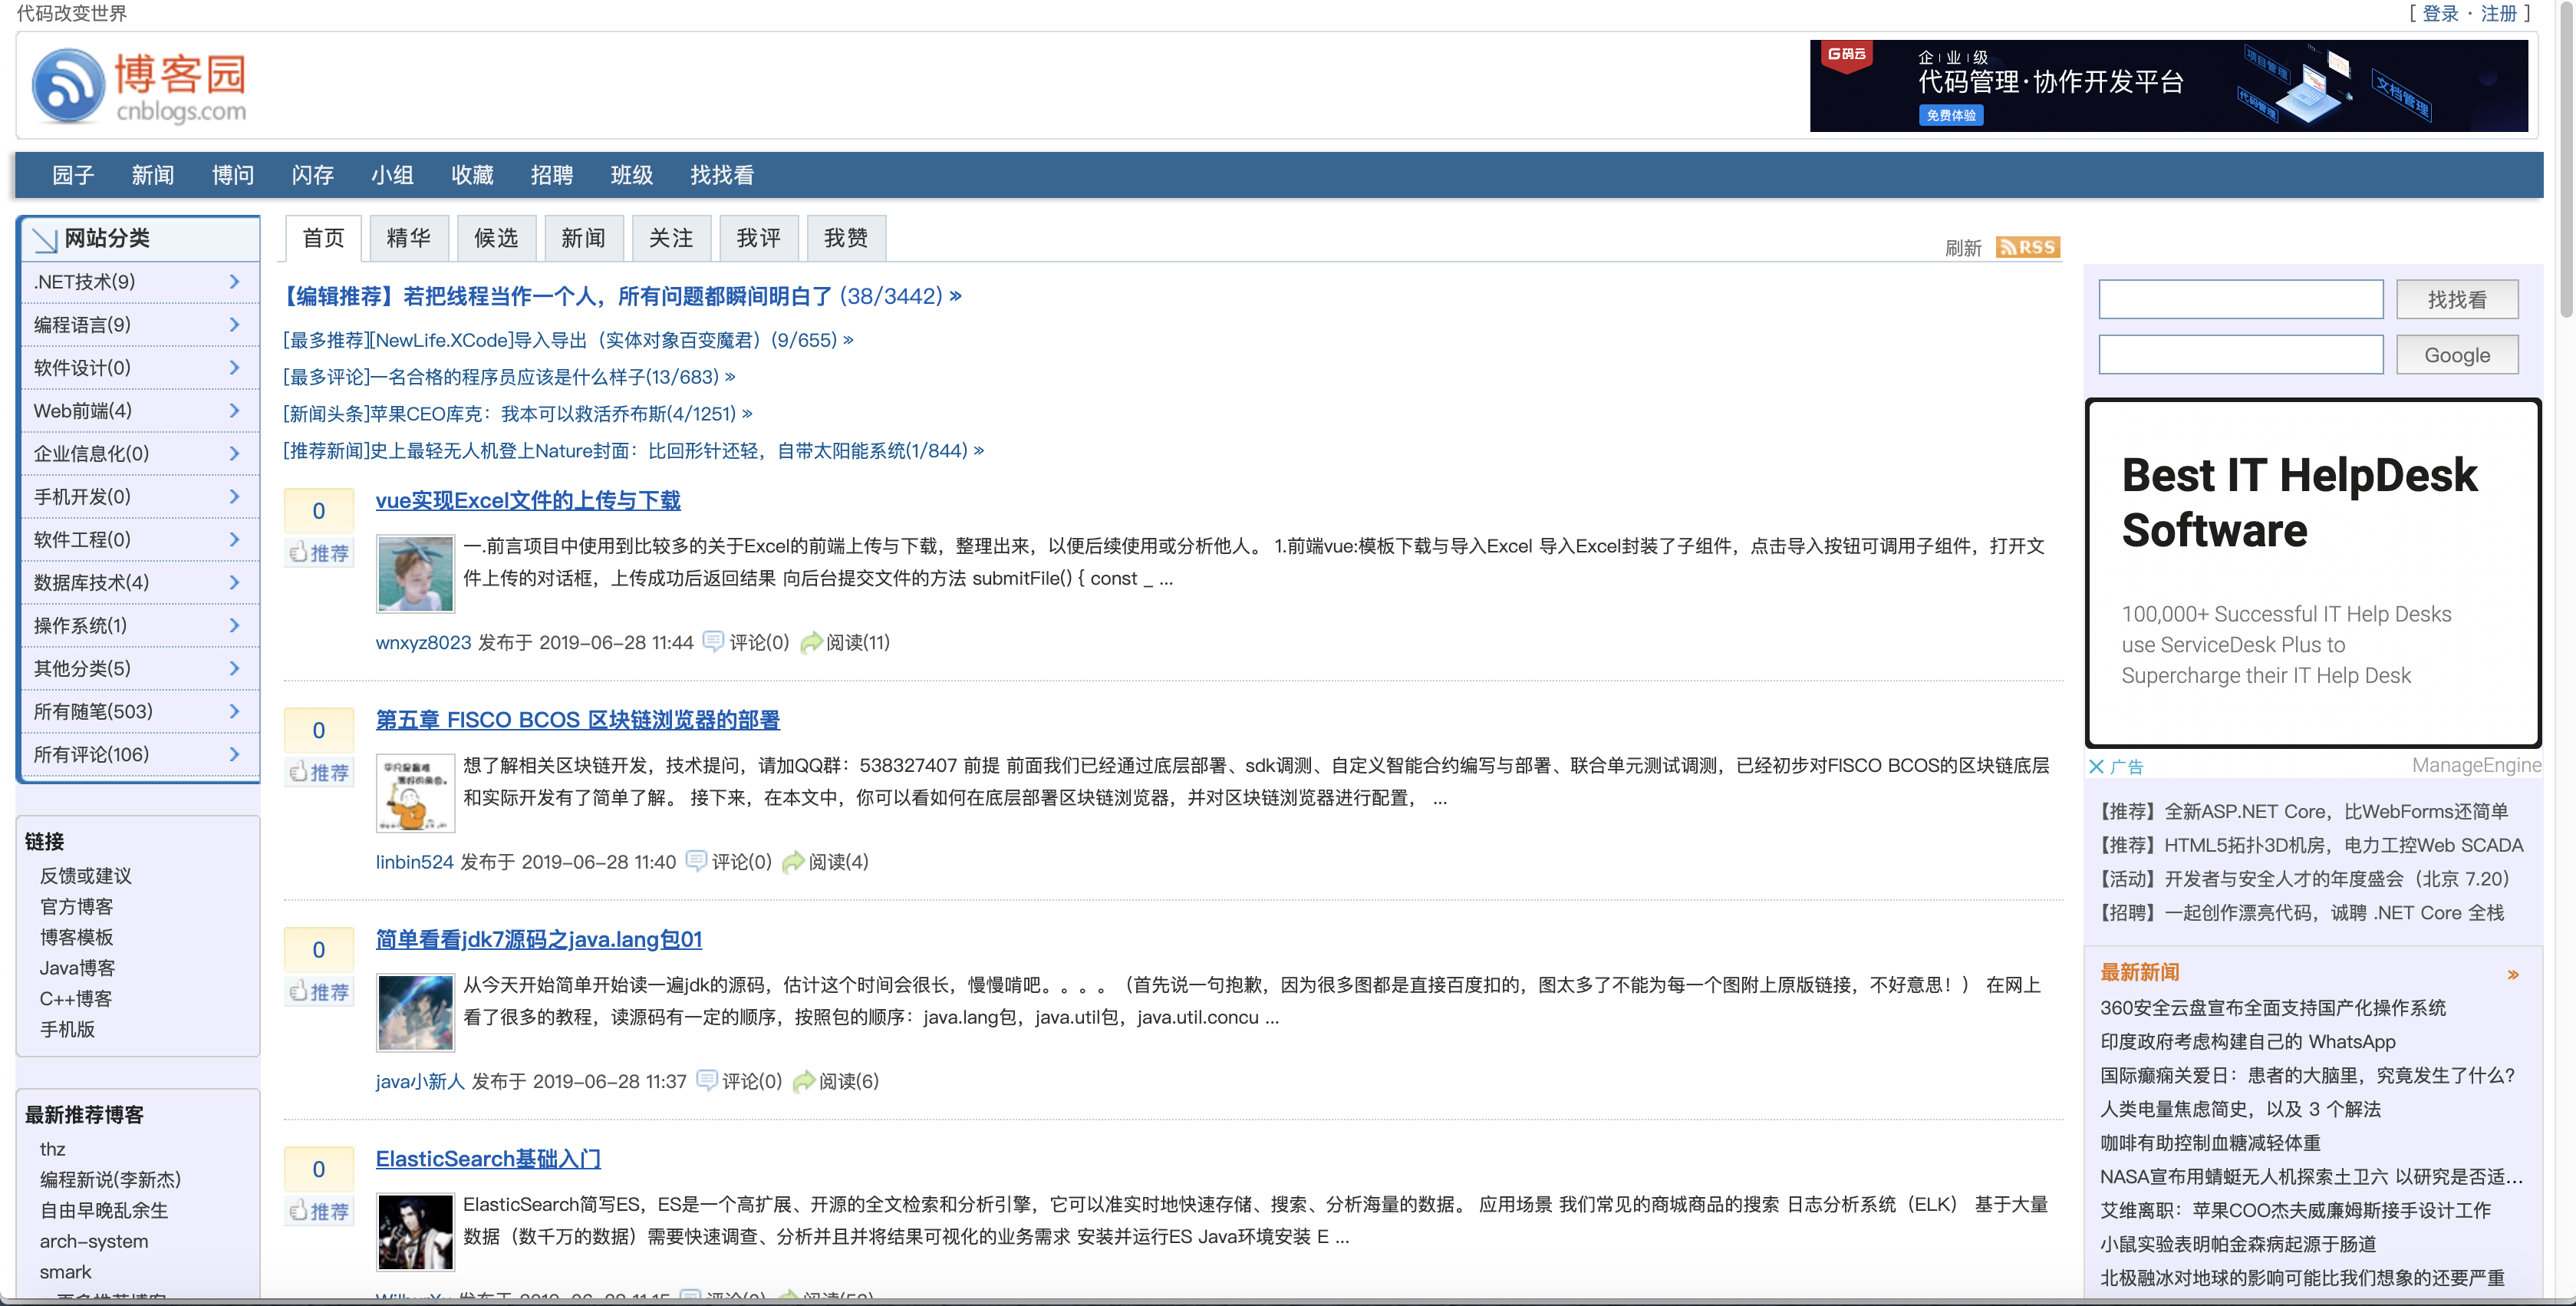 代码改变世界
[ 登录 · 注册 ]
博客园
cnblogs.com
G码云
企 | 业 | 级
代码管理·协作开发平台
免费体验
项目管理
代码管理
文档管理
园子 新闻 博问 闪存 小组 收藏 招聘 班级 找找看
网站分类
.NET技术(9)
编程语言(9)
软件设计(0)
Web前端(4)
企业信息化(0)
手机开发(0)
软件工程(0)
数据库技术(4)
操作系统(1)
其他分类(5)
所有随笔(503)
所有评论(106)
链接
反馈或建议
官方博客
博客模板
Java博客
C++博客
手机版
最新推荐博客
thz
编程新说(李新杰)
自由早晚乱余生
arch-system
smark
首页 精华 候选 新闻 关注 我评 我赞
刷新 RSS
【编辑推荐】若把线程当作一个人，所有问题都瞬间明白了 (38/3442) »
[最多推荐][NewLife.XCode]导入导出（实体对象百变魔君）(9/655) »
[最多评论]一名合格的程序员应该是什么样子(13/683) »
[新闻头条]苹果CEO库克：我本可以救活乔布斯(4/1251) »
[推荐新闻]史上最轻无人机登上Nature封面：比回形针还轻，自带太阳能系统(1/844) »
0
推荐
vue实现Excel文件的上传与下载
一.前言项目中使用到比较多的关于Excel的前端上传与下载，整理出来，以便后续使用或分析他人。 1.前端vue:模板下载与导入Excel 导入Excel封装了子组件，点击导入按钮可调用子组件，打开文
件上传的对话框，上传成功后返回结果 向后台提交文件的方法 submitFile() { const _ ...
wnxyz8023 发布于 2019-06-28 11:44 评论(0) 阅读(11)
0
推荐
第五章 FISCO BCOS 区块链浏览器的部署
想了解相关区块链开发，技术提问，请加QQ群：538327407 前提 前面我们已经通过底层部署、sdk调测、自定义智能合约编写与部署、联合单元测试调测，已经初步对FISCO BCOS的区块链底层
和实际开发有了简单了解。 接下来，在本文中，你可以看如何在底层部署区块链浏览器，并对区块链浏览器进行配置， ...
linbin524 发布于 2019-06-28 11:40 评论(0) 阅读(4)
0
推荐
简单看看jdk7源码之java.lang包01
从今天开始简单开始读一遍jdk的源码，估计这个时间会很长，慢慢啃吧。。。。（首先说一句抱歉，因为很多图都是直接百度扣的，图太多了不能为每一个图附上原版链接，不好意思！） 在网上
看了很多的教程，读源码有一定的顺序，按照包的顺序：java.lang包，java.util包，java.util.concu ...
java小新人 发布于 2019-06-28 11:37 评论(0) 阅读(6)
0
推荐
ElasticSearch基础入门
ElasticSearch简写ES，ES是一个高扩展、开源的全文检索和分析引擎，它可以准实时地快速存储、搜索、分析海量的数据。 应用场景 我们常见的商城商品的搜索 日志分析系统（ELK） 基于大量
数据（数千万的数据）需要快速调查、分析并且并将结果可视化的业务需求 安装并运行ES Java环境安装 E ...
找找看
Google
Best IT HelpDesk
Software
100,000+ Successful IT Help Desks
use ServiceDesk Plus to
Supercharge their IT Help Desk
广告 ManageEngine
【推荐】全新ASP.NET Core，比WebForms还简单
【推荐】HTML5拓扑3D机房，电力工控Web SCADA
【活动】开发者与安全人才的年度盛会（北京 7.20）
【招聘】一起创作漂亮代码，诚聘 .NET Core 全栈
最新新闻 »
360安全云盘宣布全面支持国产化操作系统
印度政府考虑构建自己的 WhatsApp
国际癫痫关爱日：患者的大脑里，究竟发生了什么?
人类电量焦虑简史，以及 3 个解法
咖啡有助控制血糖减轻体重
NASA宣布用蜻蜓无人机探索土卫六 以研究是否适...
艾维离职：苹果COO杰夫威廉姆斯接手设计工作
小鼠实验表明帕金森病起源于肠道
北极融冰对地球的影响可能比我们想象的还要严重